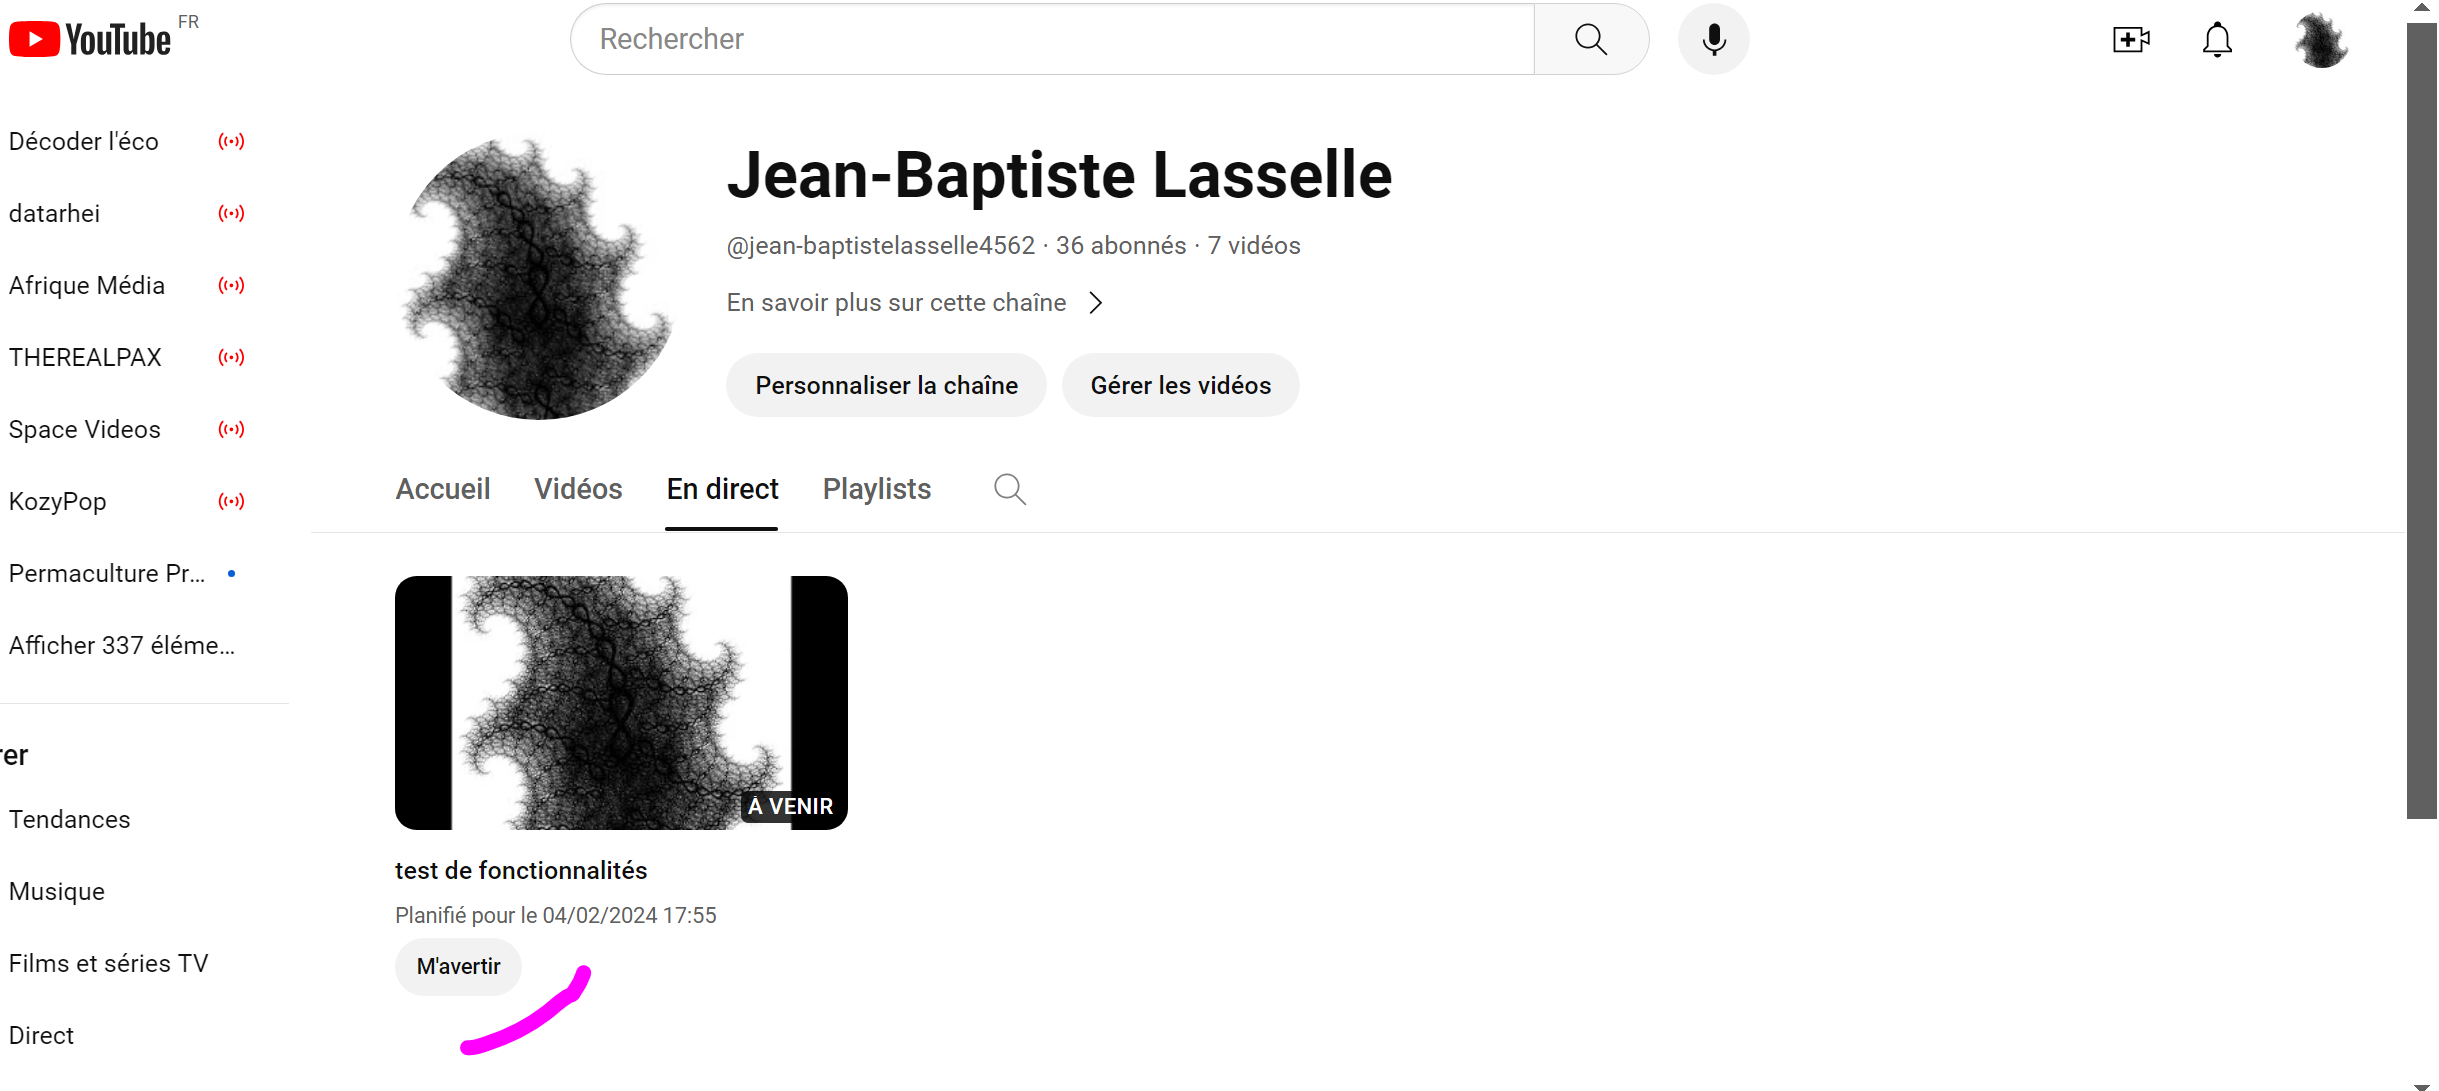 YouTube FR
Rechercher
Décoder l'éco
datarhei
Afrique Média
THEREALPAX
Space Videos
KozyPop
Permaculture Pr...
Afficher 337 éléme...
rer
Tendances
Musique
Films et séries TV
Direct
Jean-Baptiste Lasselle
@jean-baptistelasselle4562 · 36 abonnés · 7 vidéos
En savoir plus sur cette chaîne
Personnaliser la chaîne Gérer les vidéos
Accueil Vidéos En direct Playlists
À VENIR
test de fonctionnalités
Planifié pour le 04/02/2024 17:55
M'avertir